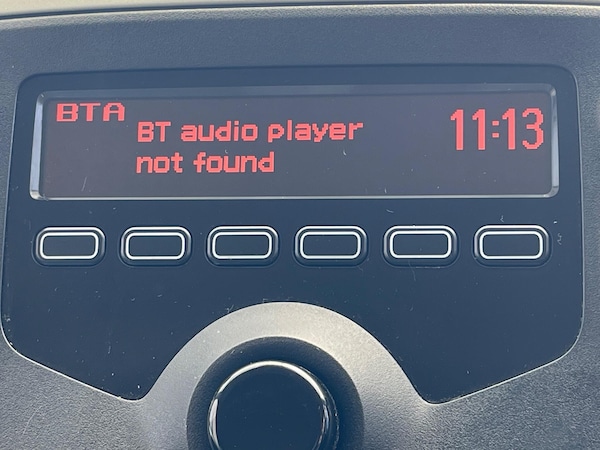 BTA
BT audio player
not found
11:13